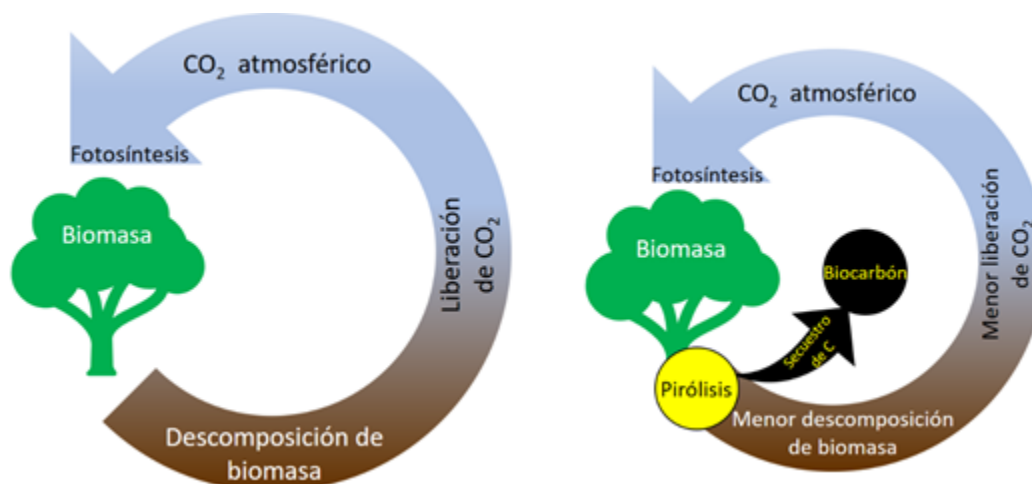 CO₂ atmosférico
Fotosíntesis
Biomasa
Liberación
de CO₂
Descomposición de
biomasa
CO₂ atmosférico
Fotosíntesis
Biomasa
Biocarbón
Secuestro
de C
Pirólisis
Menor liberación
de CO₂
Menor descomposición
de biomasa